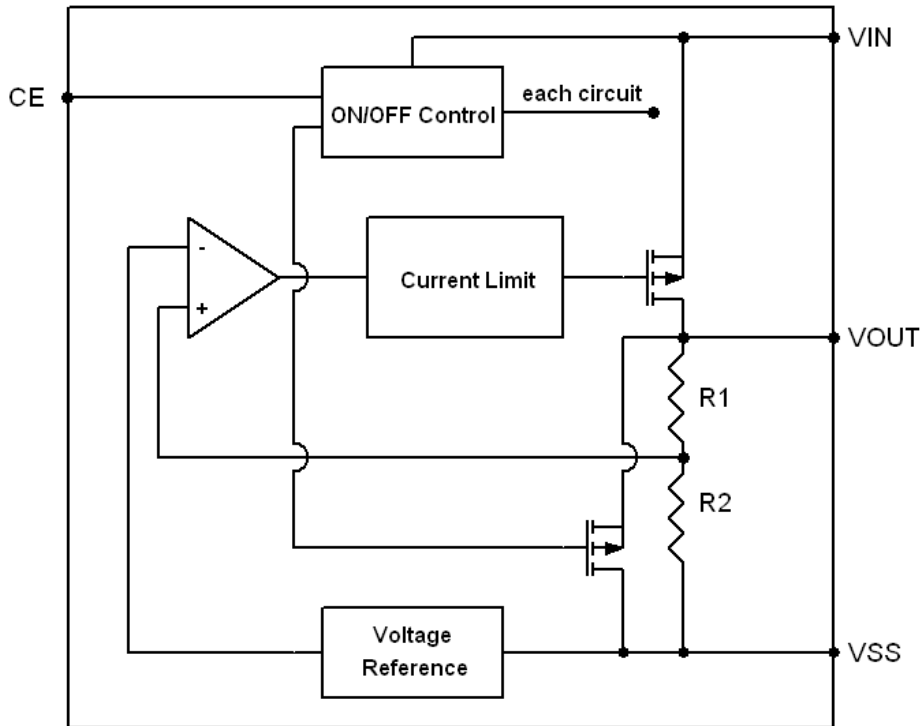 VIN
CE
ON/OFF Control
each circuit
-
+
Current Limit
VOUT
R1
R2
Voltage
Reference
VSS